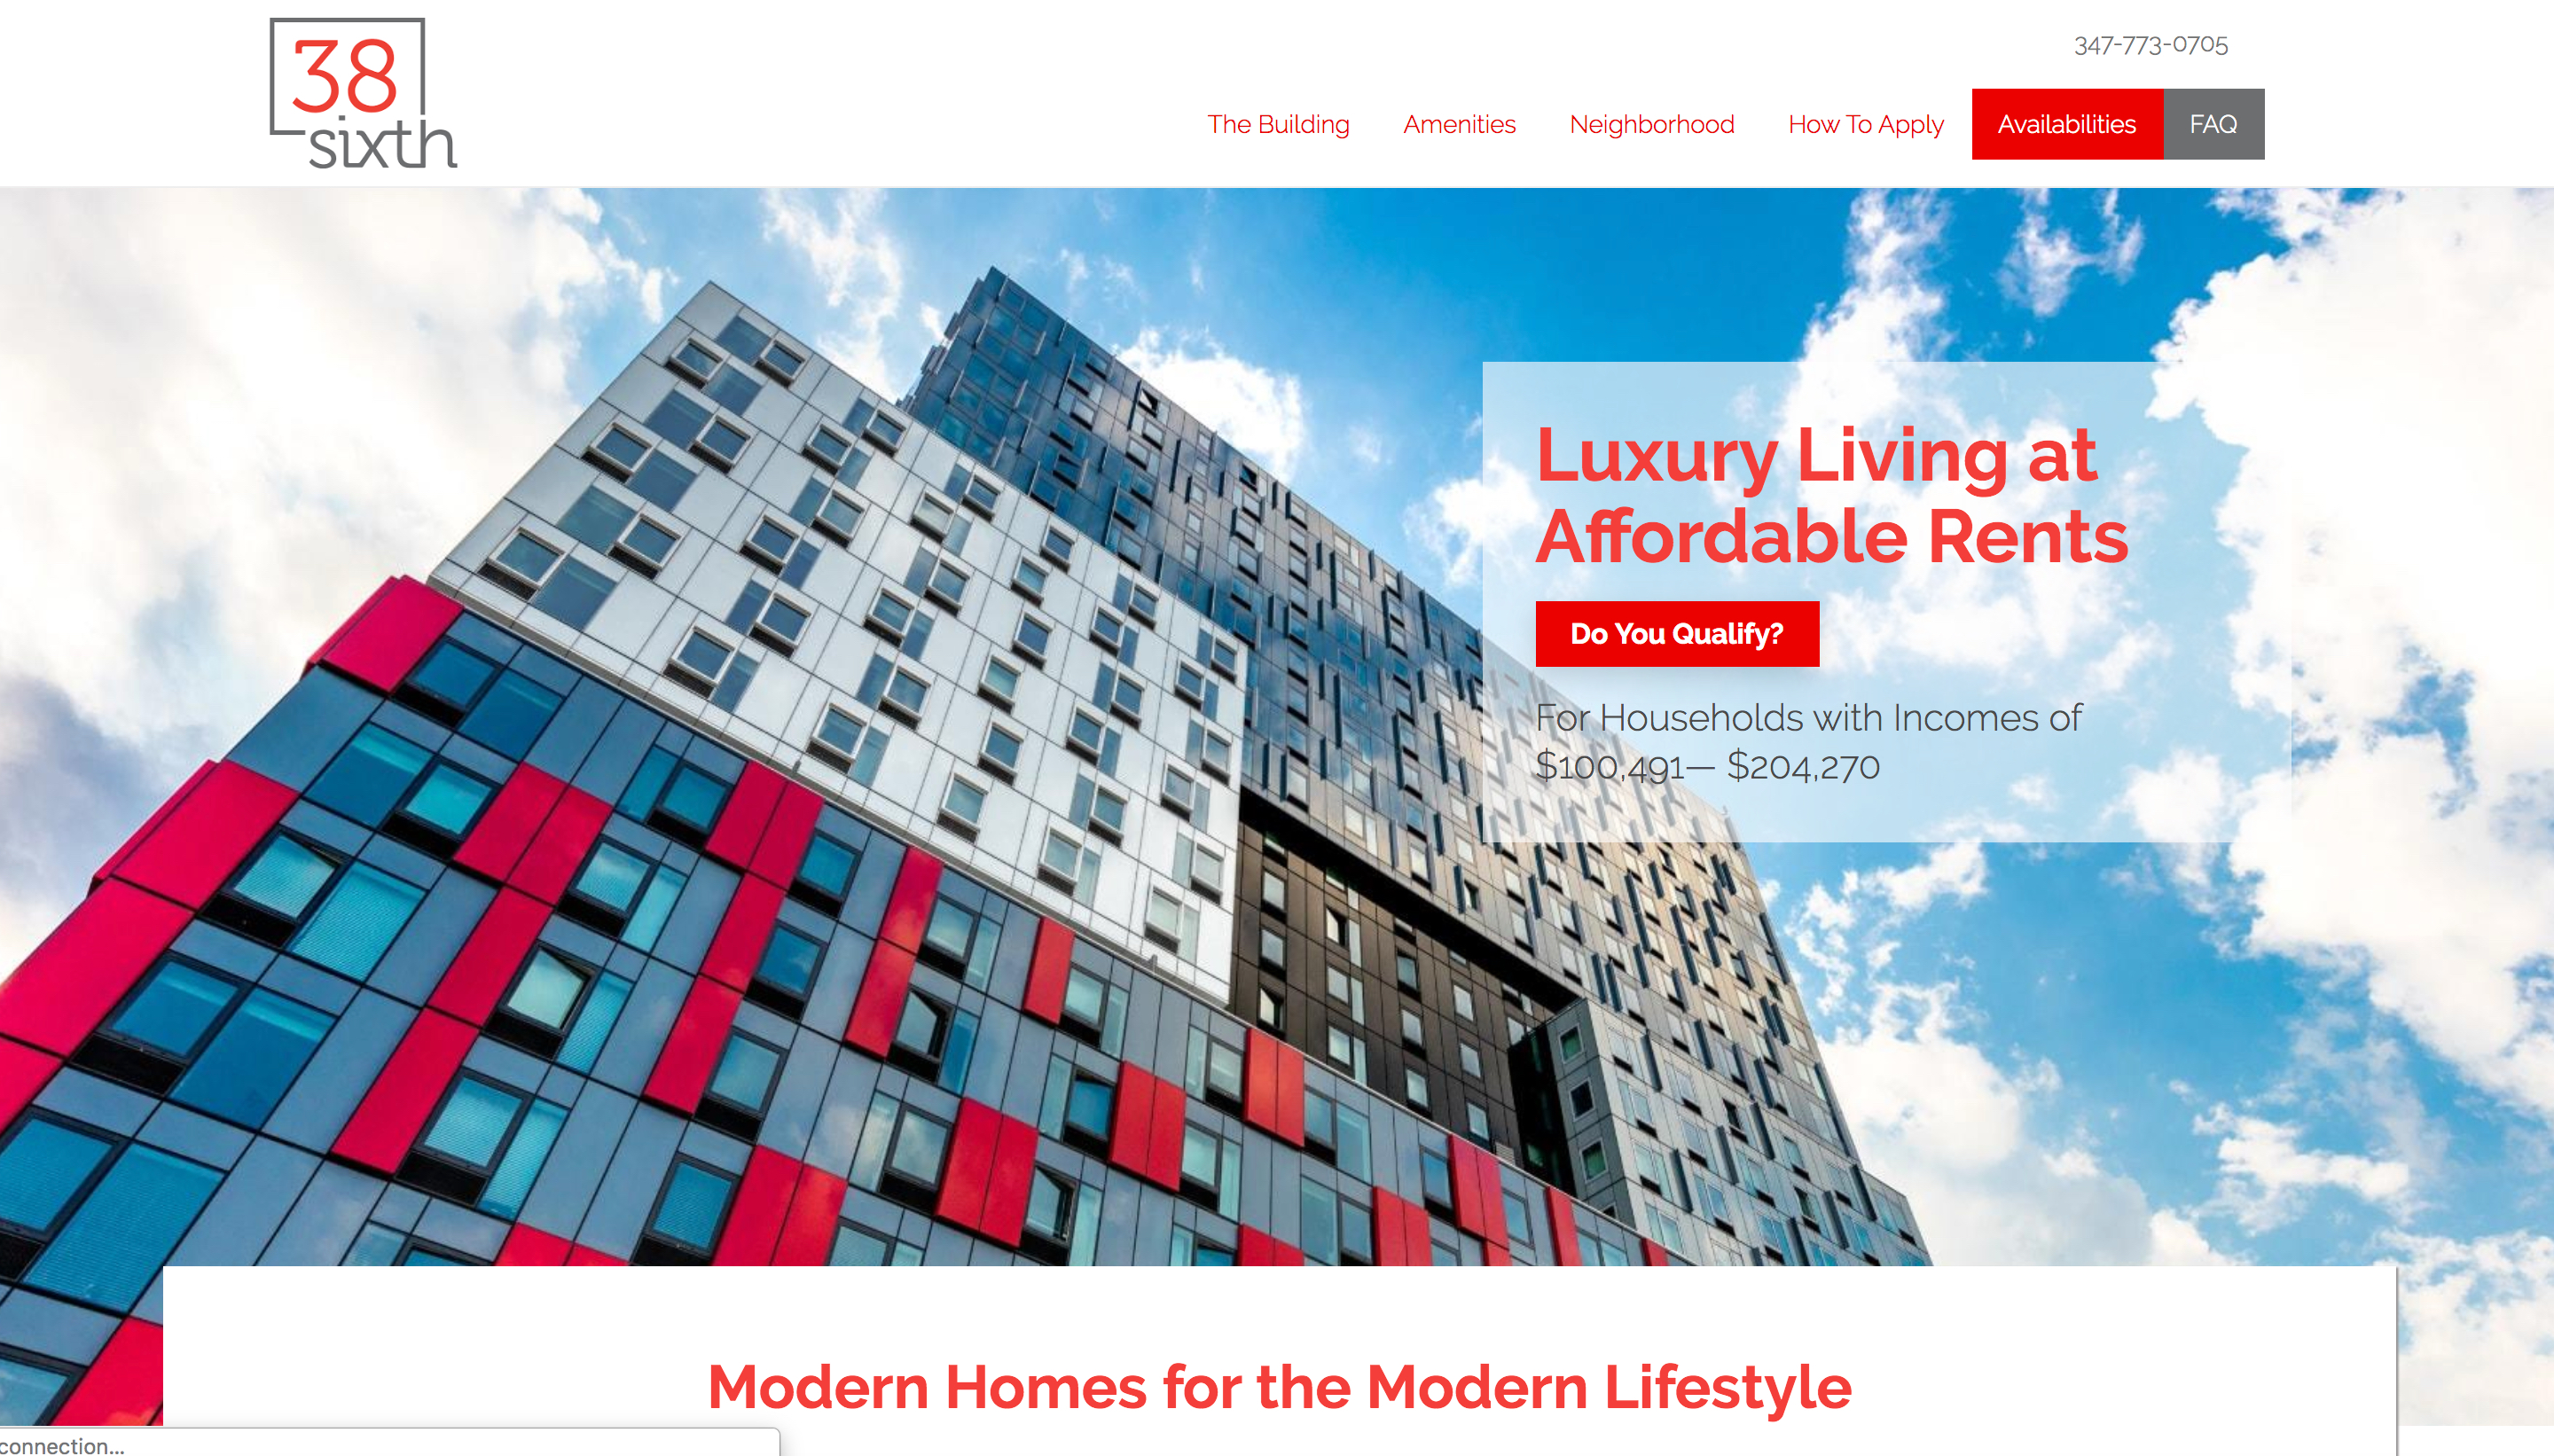 38
sixth
347-773-0705
The Building
Amenities
Neighborhood
How To Apply
Availabilities
FAQ
Luxury Living at
Affordable Rents
Do You Qualify?
For Households with Incomes of
$100,491— $204,270
Modern Homes for the Modern Lifestyle
connection...